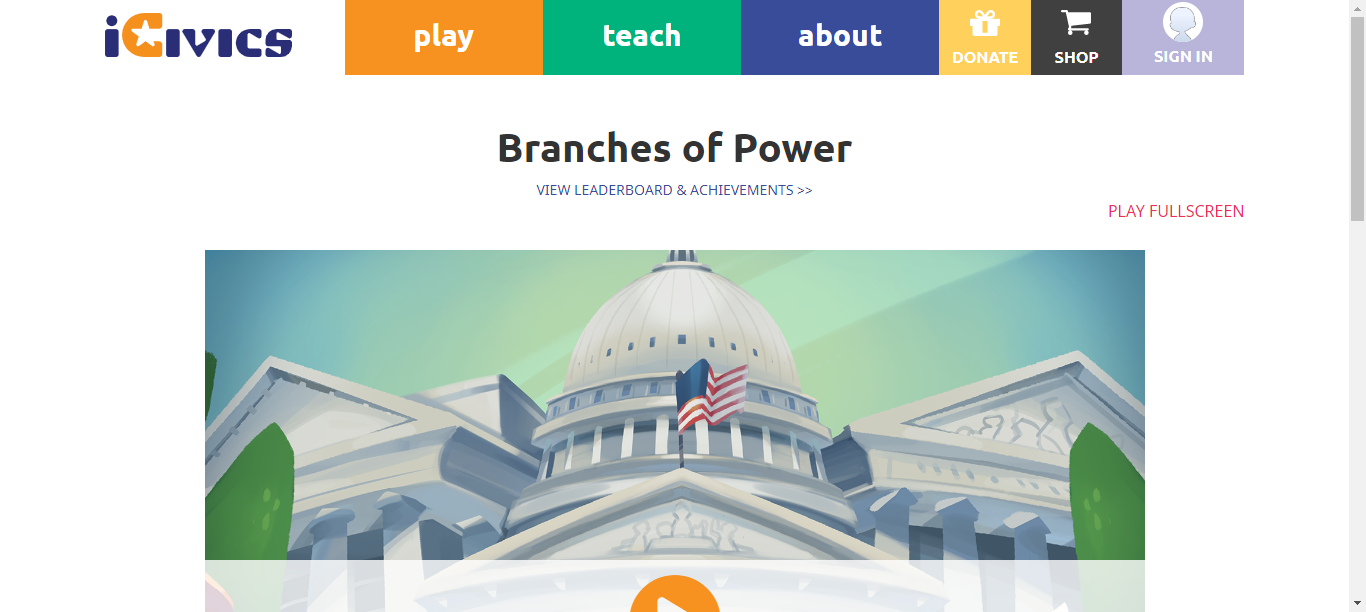 iCivics
play
teach
about
DONATE
SHOP
SIGN IN
Branches of Power
VIEW LEADERBOARD & ACHIEVEMENTS >>
PLAY FULLSCREEN